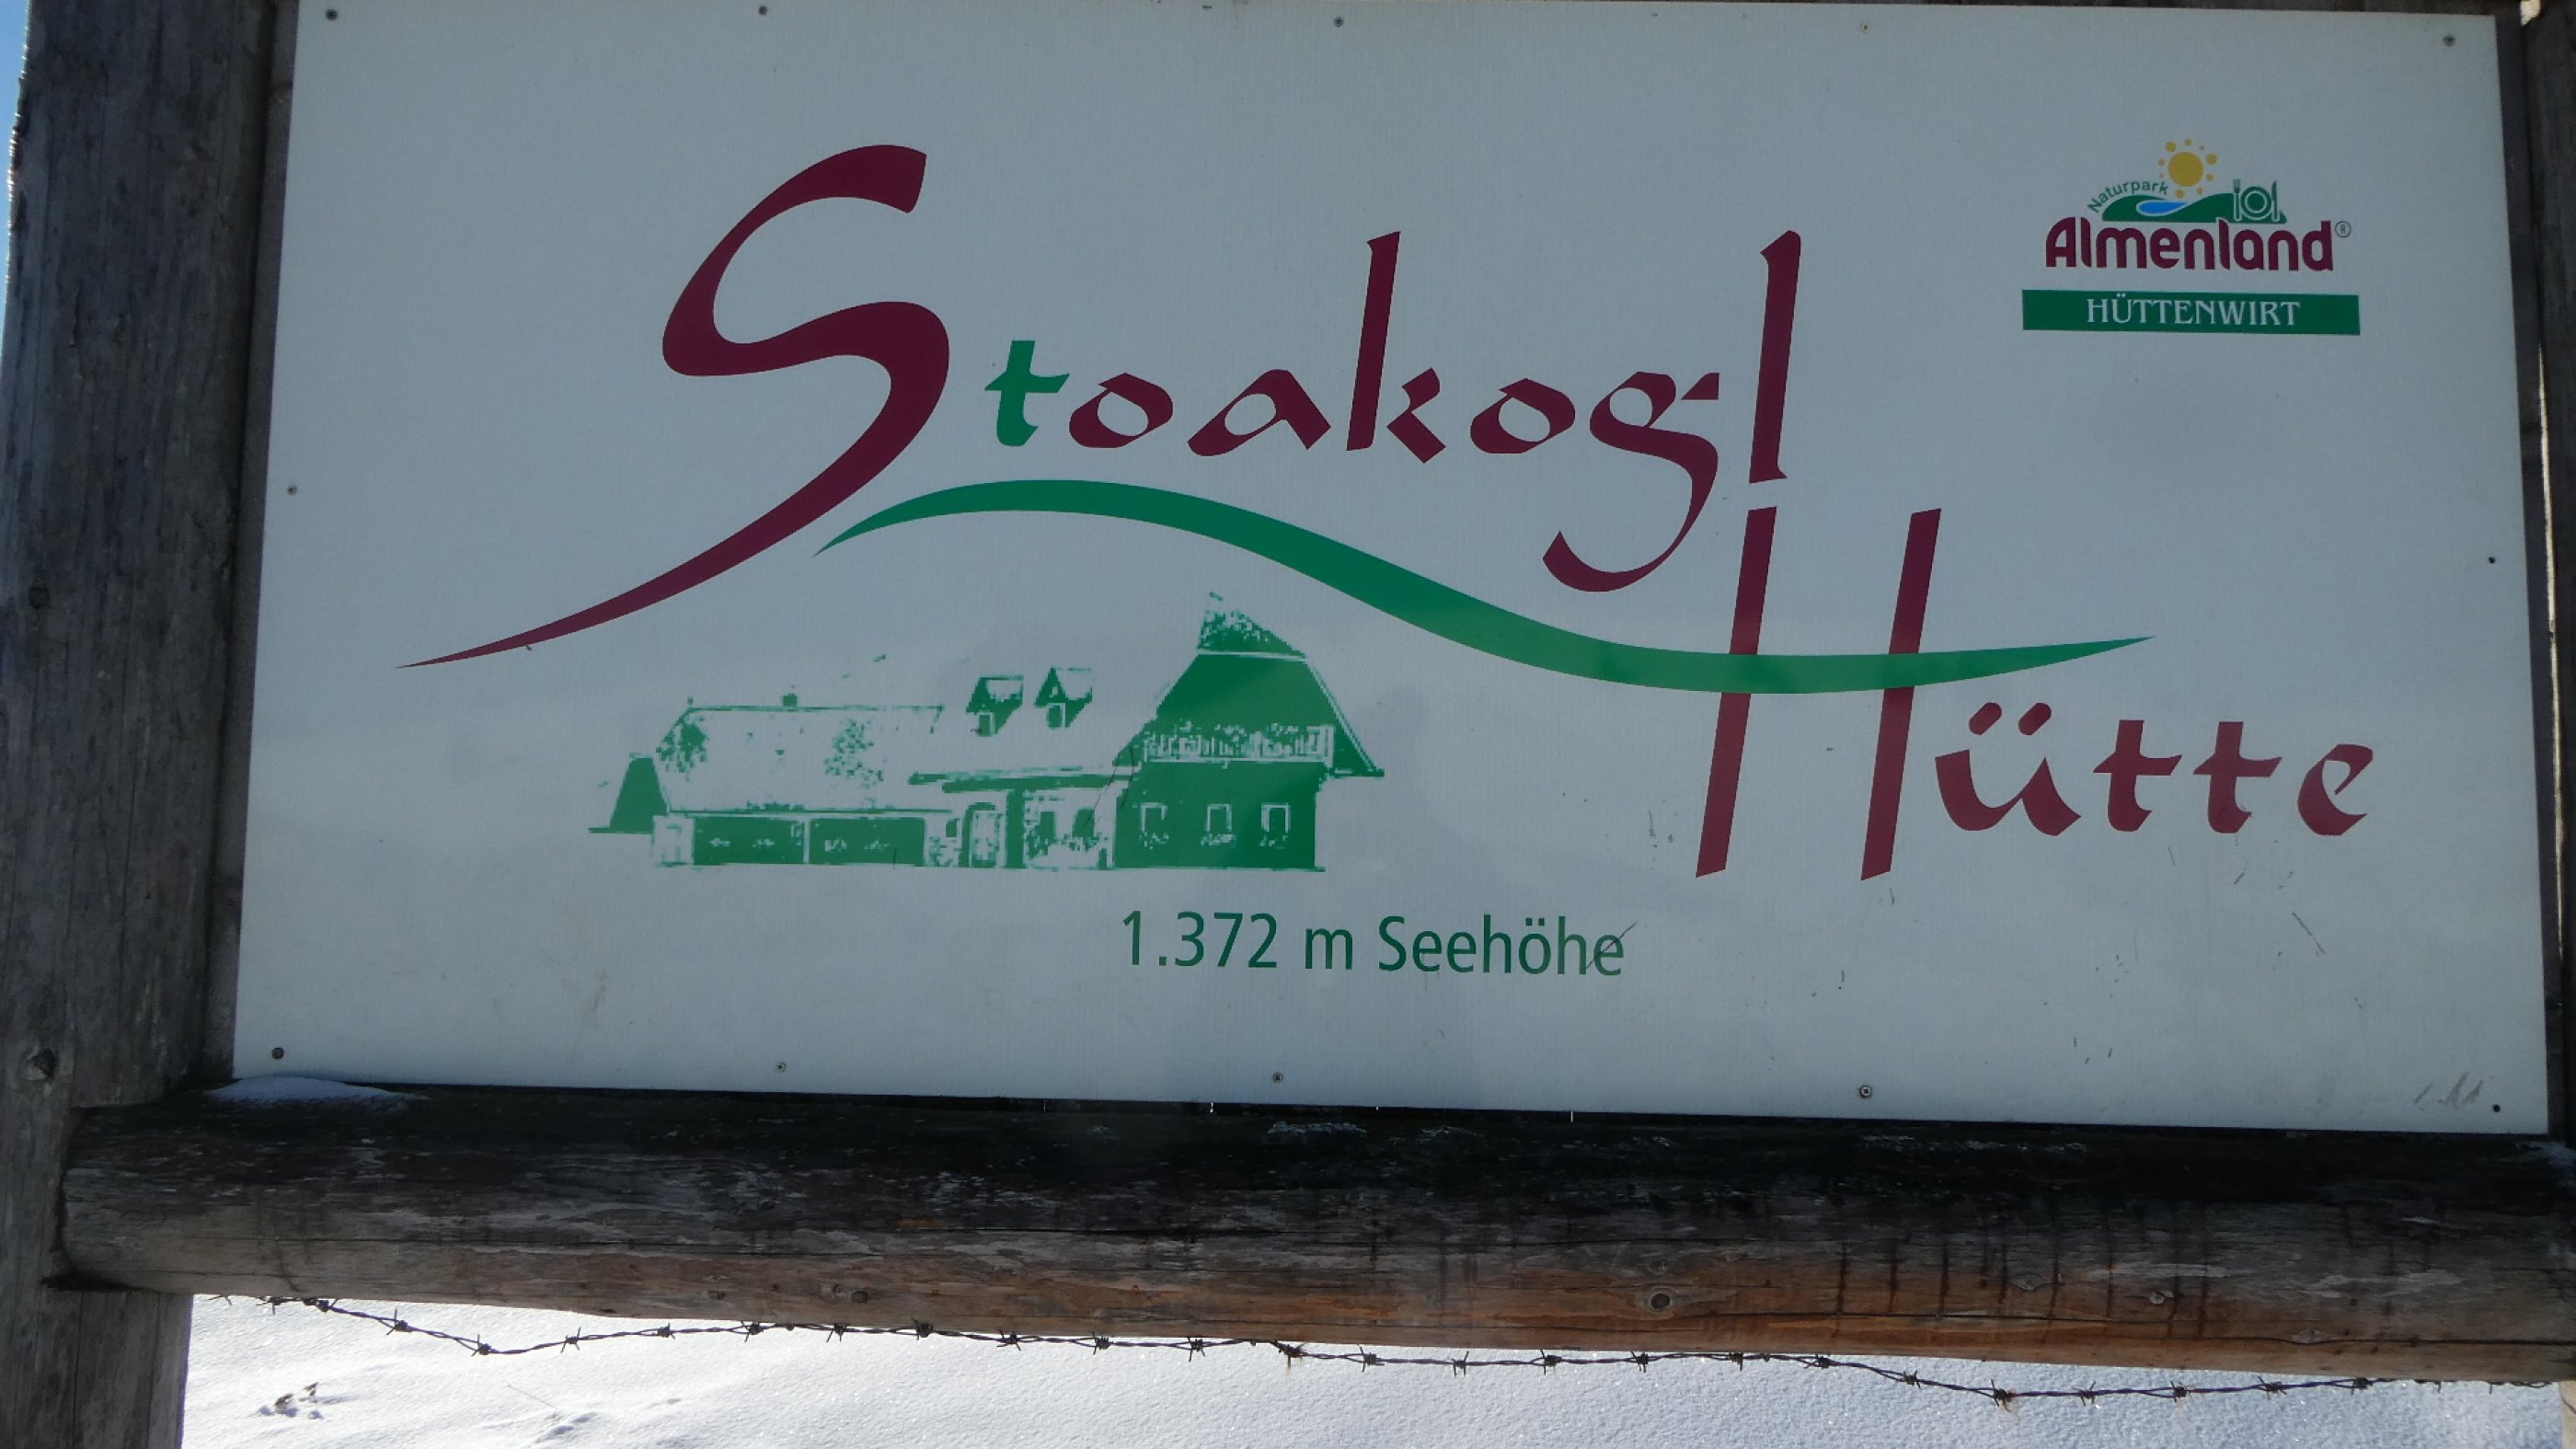 Naturpark
Almenland®
HÜTTENWIRT
Stoakogl
Hütte
1.372 m Seehöhe